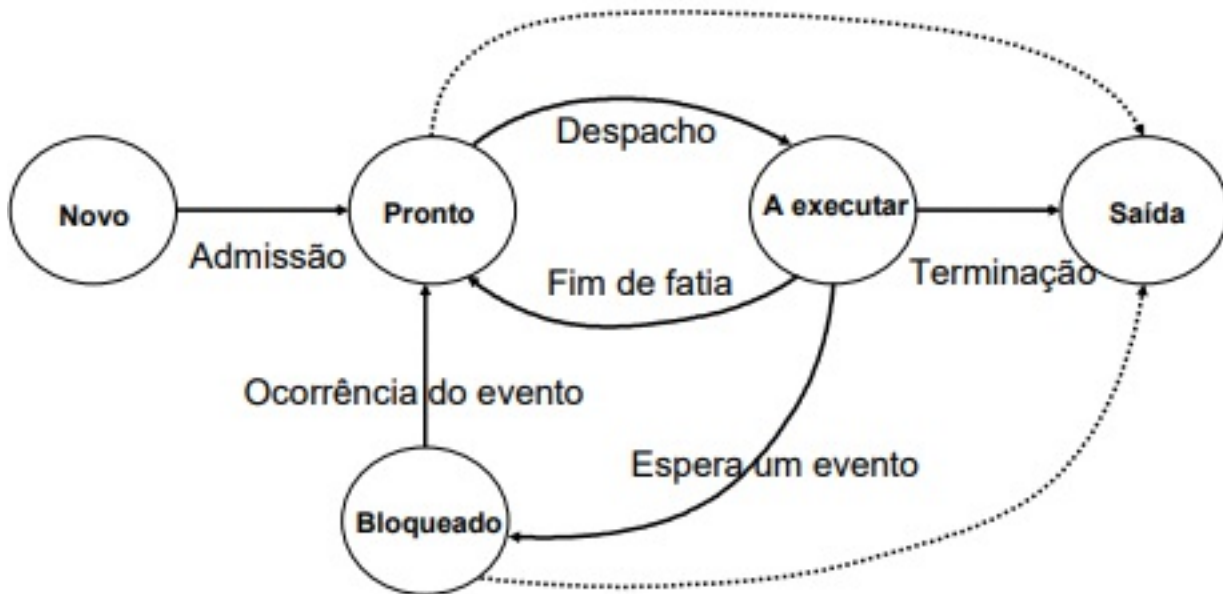 Despacho
Novo
Pronto
A executar
Saída
Admissão
Fim de fatia
Terminação
Ocorrência do evento
Espera um evento
Bloqueado